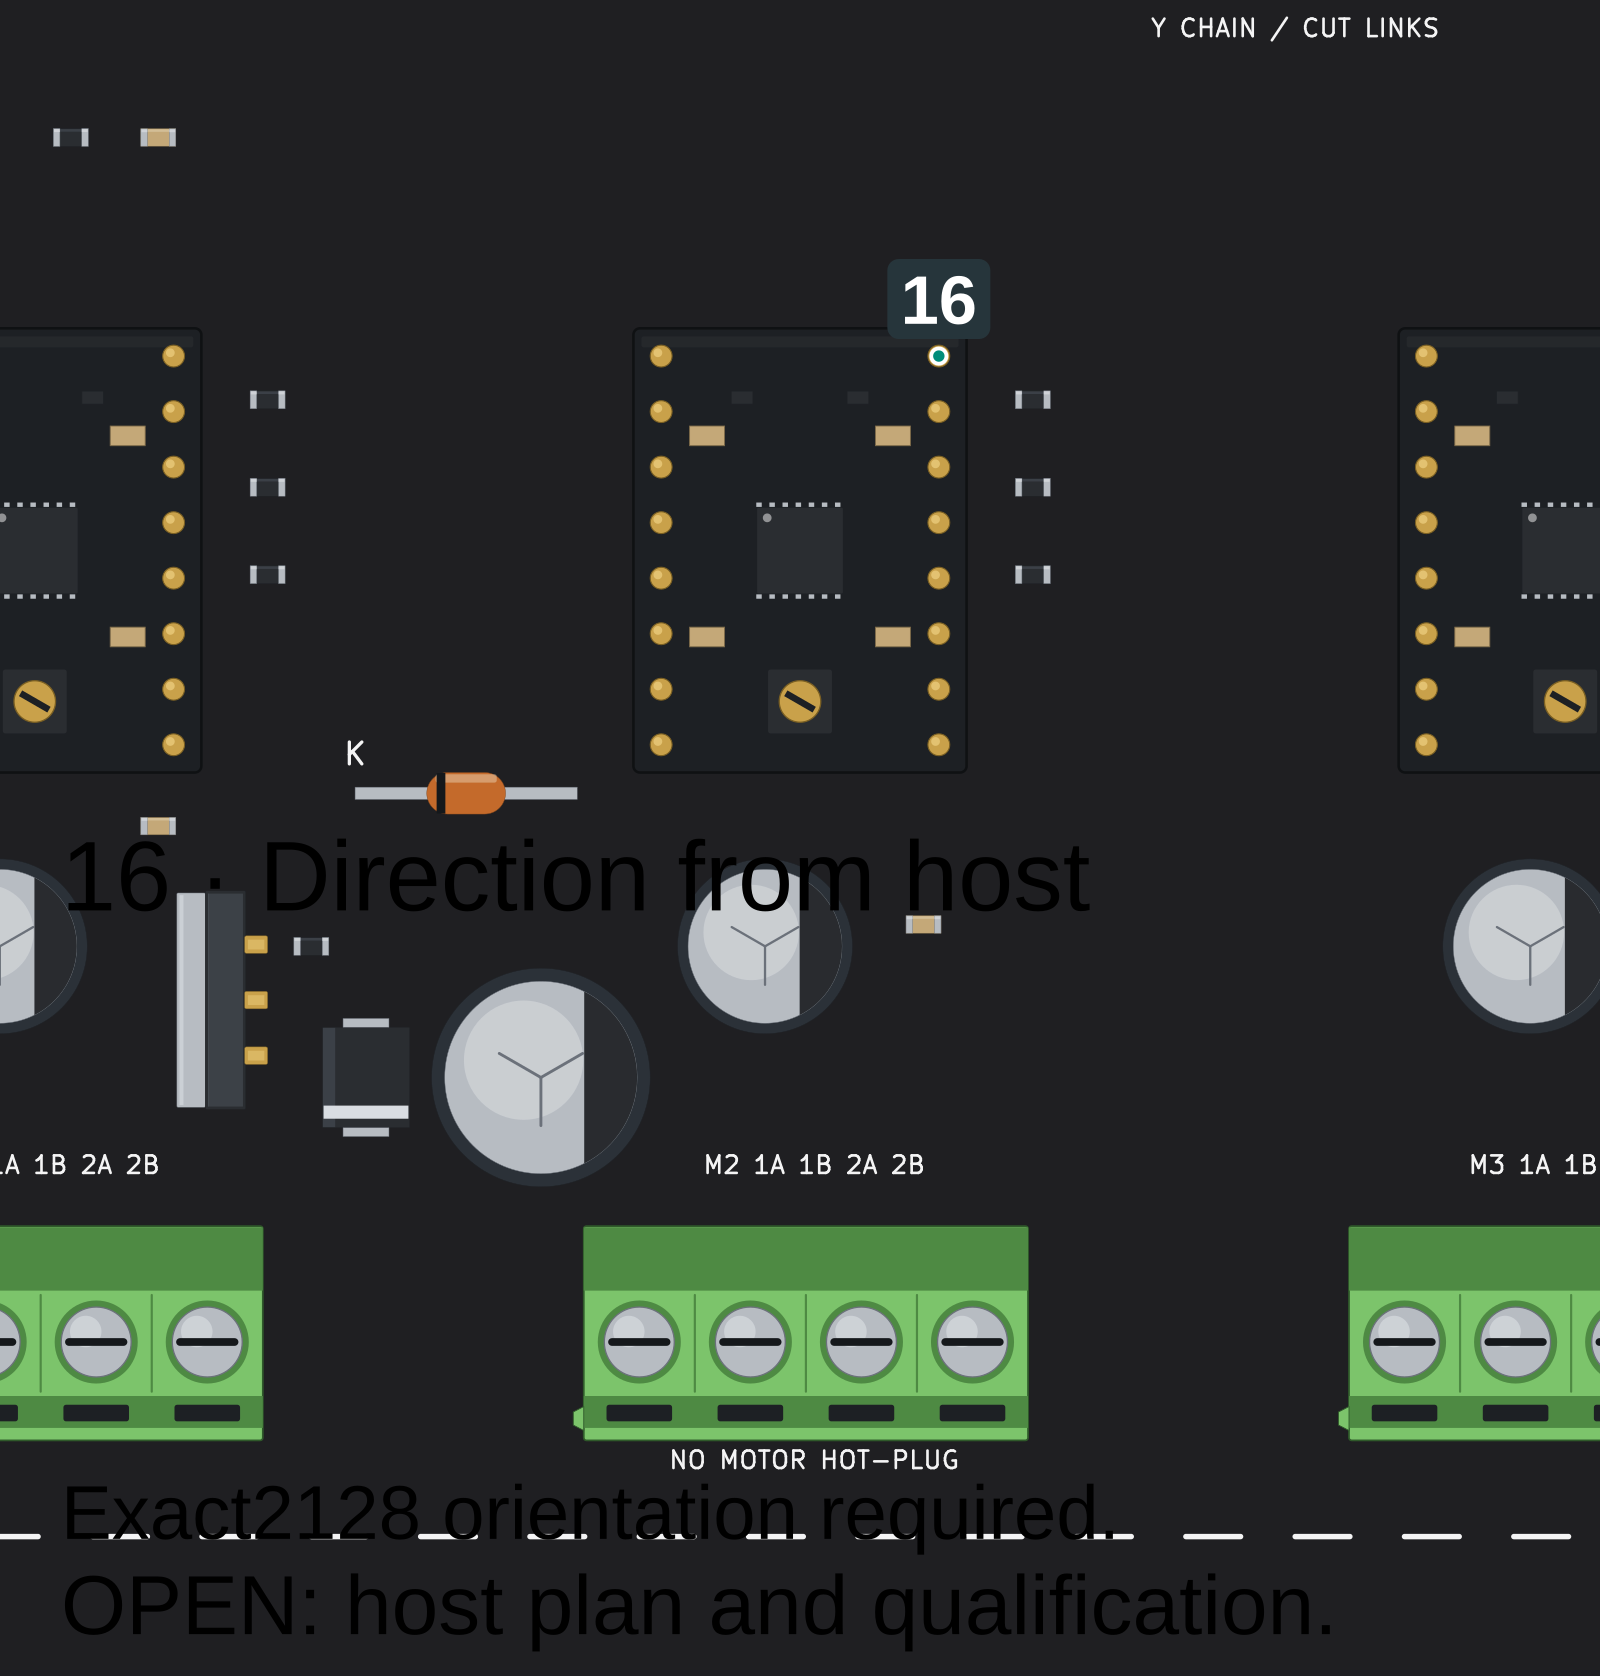 Y CHAIN / CUT LINKS
16
K
16 · Direction from host
1A 1B 2A 2B
M2 1A 1B 2A 2B
M3 1A 1B
NO MOTOR HOT-PLUG
Exact2128 orientation required.
OPEN: host plan and qualification.